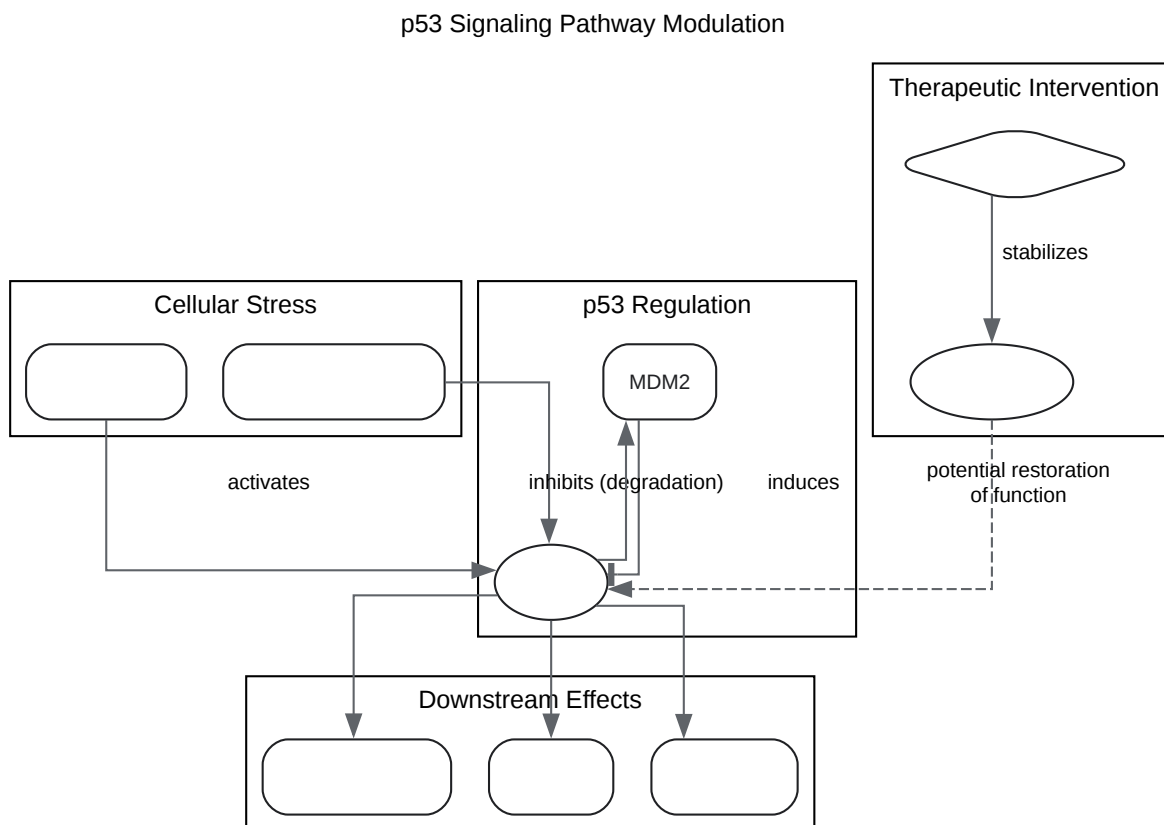 p53 Signaling Pathway Modulation
Therapeutic Intervention
stabilizes
Cellular Stress
p53 Regulation
MDM2
activates
inhibits (degradation)
induces
potential restoration
of function
Downstream Effects